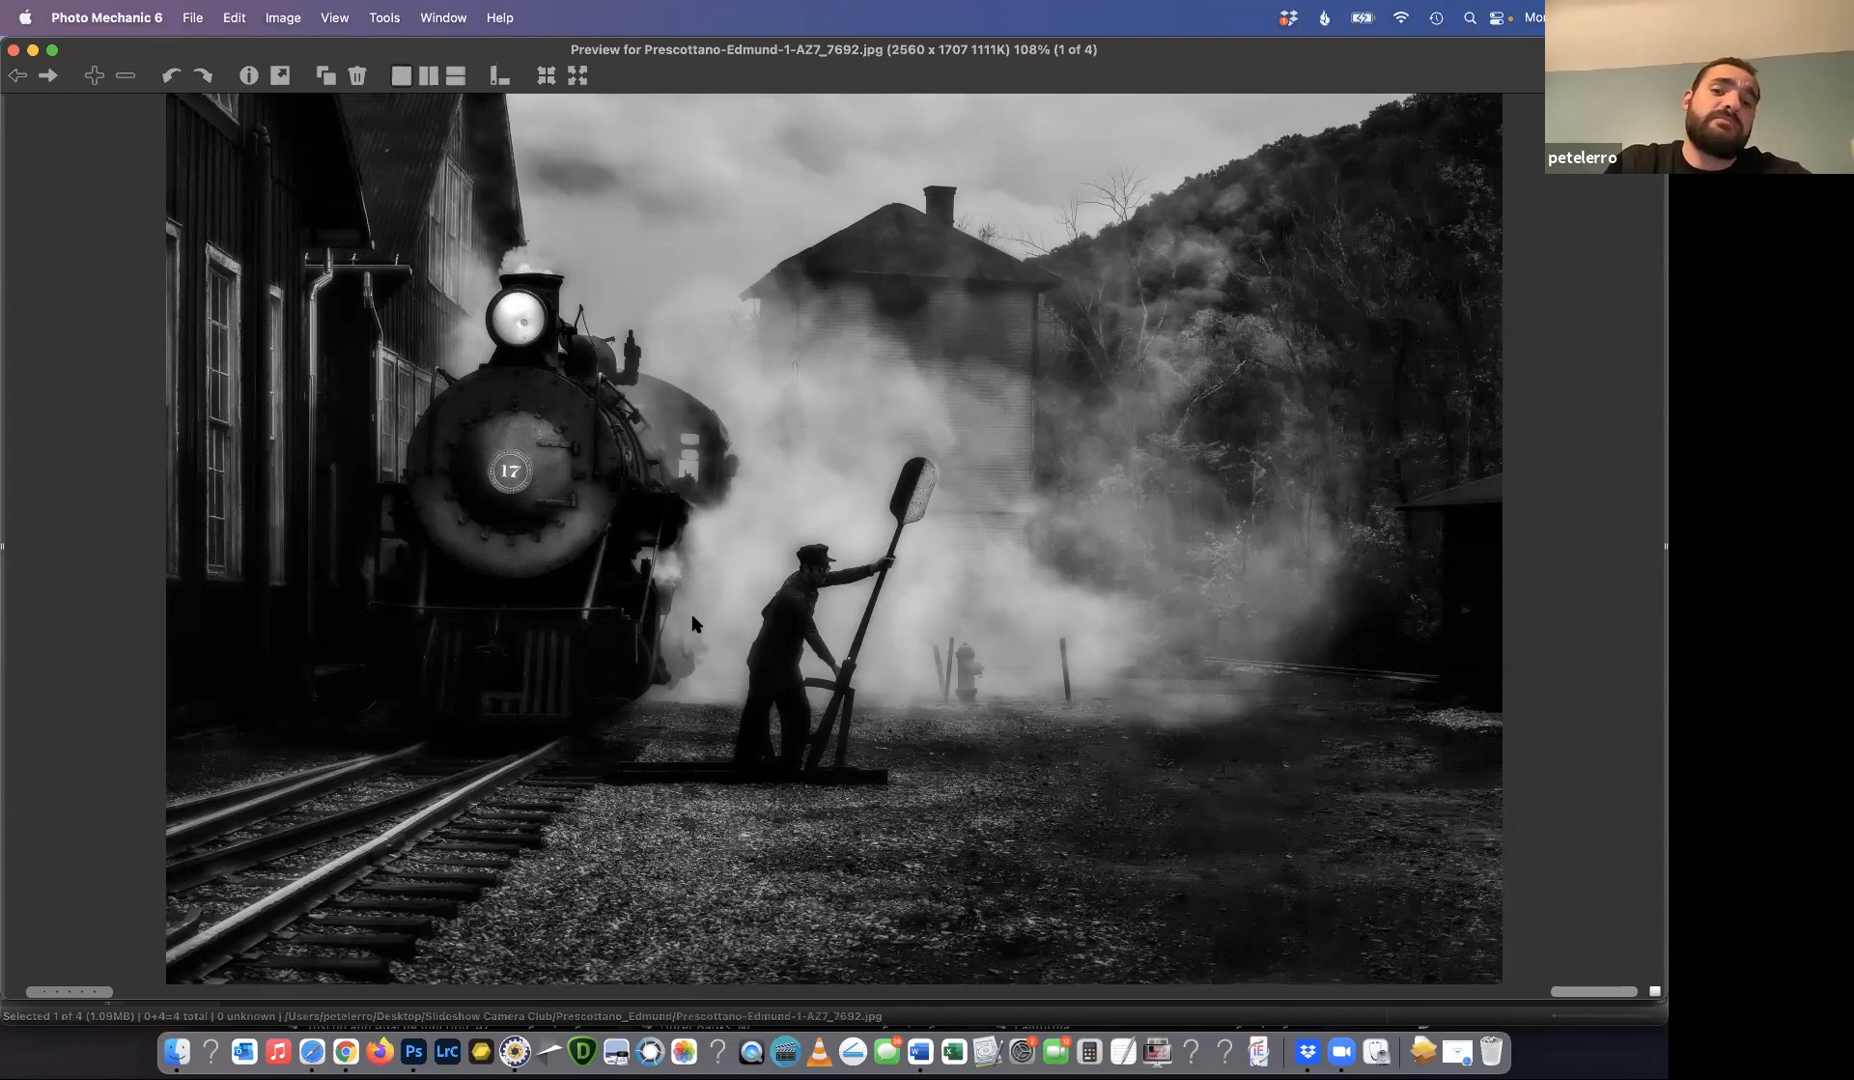 Photo Mechanic 6 File Edit Image View Tools Window Help
Preview for Prescottano-Edmund-1-AZ7_7692.jpg (2560 x 1707 1111K) 108% (1 of 4)
petelerro
17
Selected 1 of 4 (1.09MB) | 0+4=4 total | 0 unknown | /Users/petelerro/Desktop/Slideshow Camera Club/Prescottano_Edmund/Prescottano-Edmund-1-AZ7_7692.jpg
Ps LrC